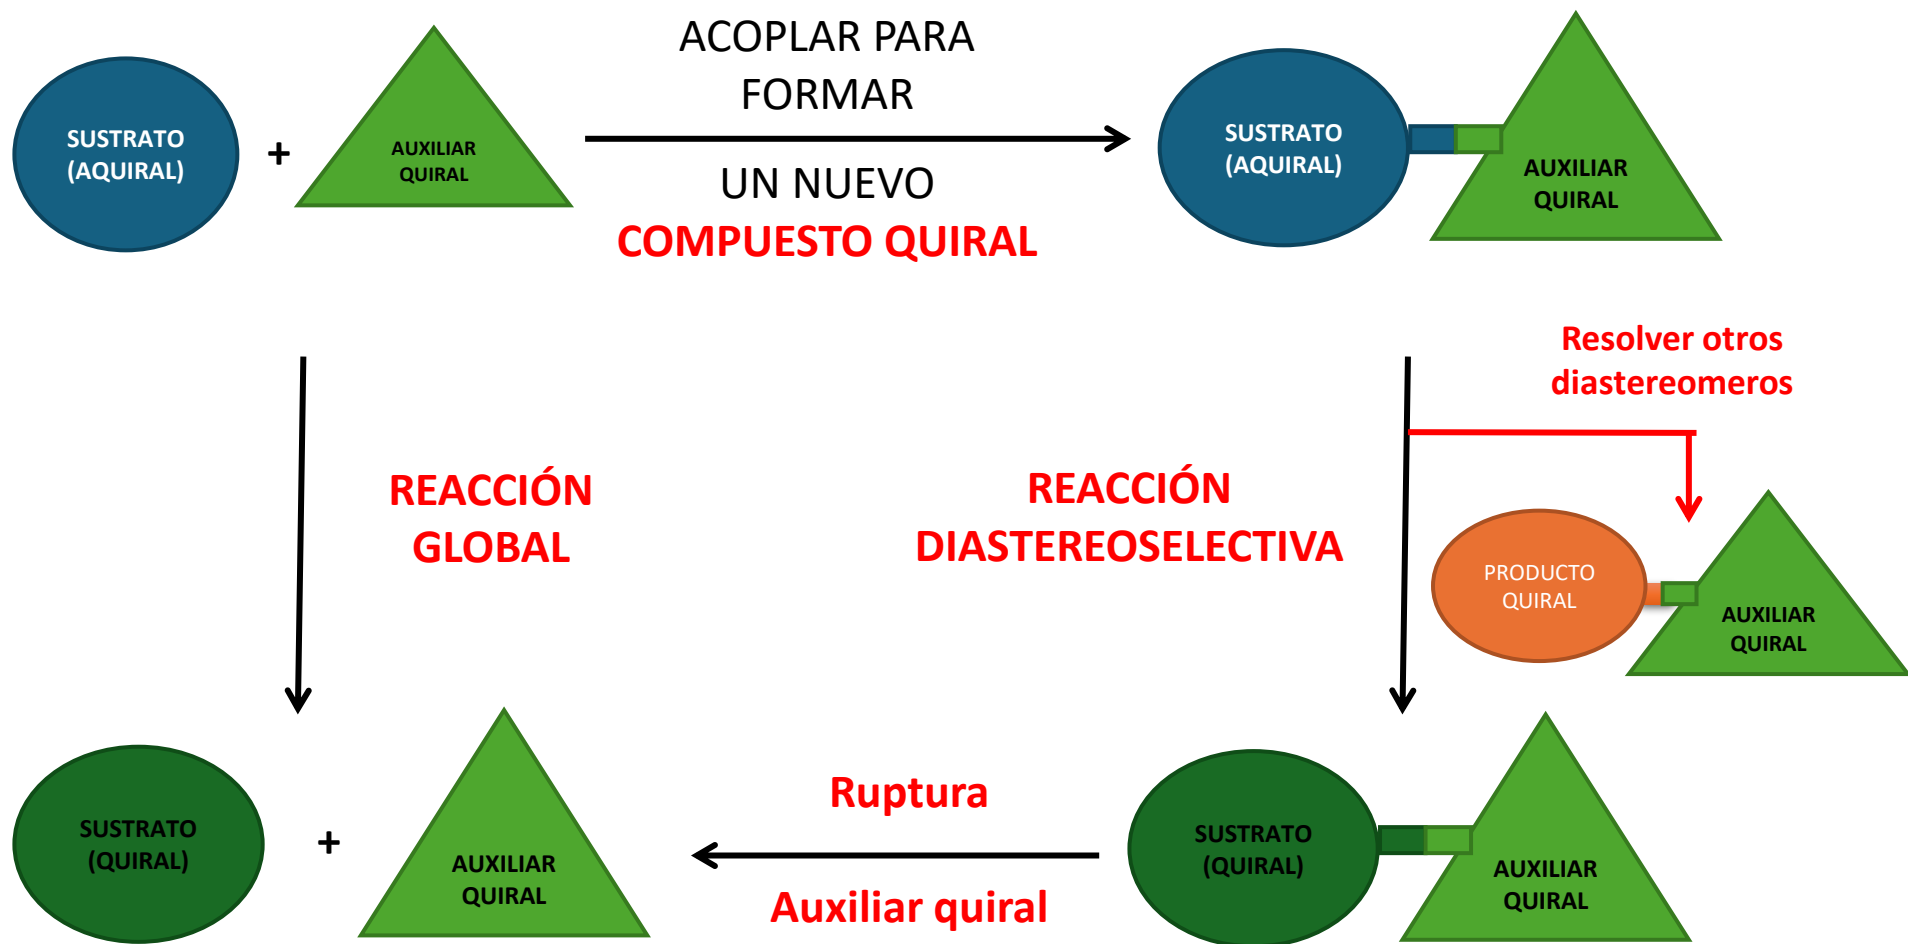 SUSTRATO
(AQUIRAL)
+
AUXILIAR
QUIRAL
ACOPLAR PARA
FORMAR
UN NUEVO
COMPUESTO QUIRAL
SUSTRATO
(AQUIRAL)
AUXILIAR
QUIRAL
REACCIÓN
GLOBAL
REACCIÓN
DIASTEREOSELECTIVA
Resolver otros
diastereomeros
PRODUCTO
QUIRAL
AUXILIAR
QUIRAL
SUSTRATO
(QUIRAL)
+
AUXILIAR
QUIRAL
Ruptura
Auxiliar quiral
SUSTRATO
(QUIRAL)
AUXILIAR
QUIRAL